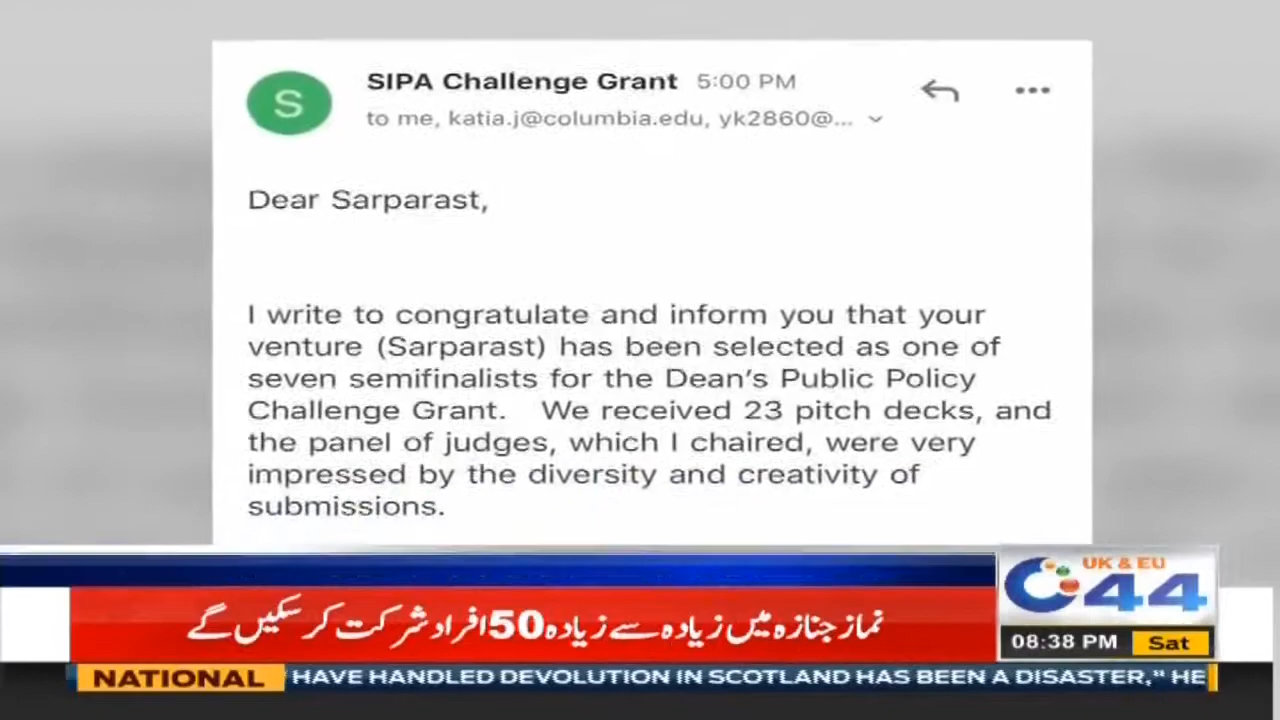 S
SIPA Challenge Grant 5:00 PM
to me, katia.j@columbia.edu, yk2860@...
Dear Sarparast,
I write to congratulate and inform you that your
venture (Sarparast) has been selected as one of
seven semifinalists for the Dean's Public Policy
Challenge Grant. We received 23 pitch decks, and
the panel of judges, which I chaired, were very
impressed by the diversity and creativity of
submissions.
UK & EU
44
نماز جنازہ میں زیادہ سے زیادہ 50 افراد شرکت کر سکیں گے
08:38 PM Sat
NATIONAL HAVE HANDLED DEVOLUTION IN SCOTLAND HAS BEEN A DISASTER," HE